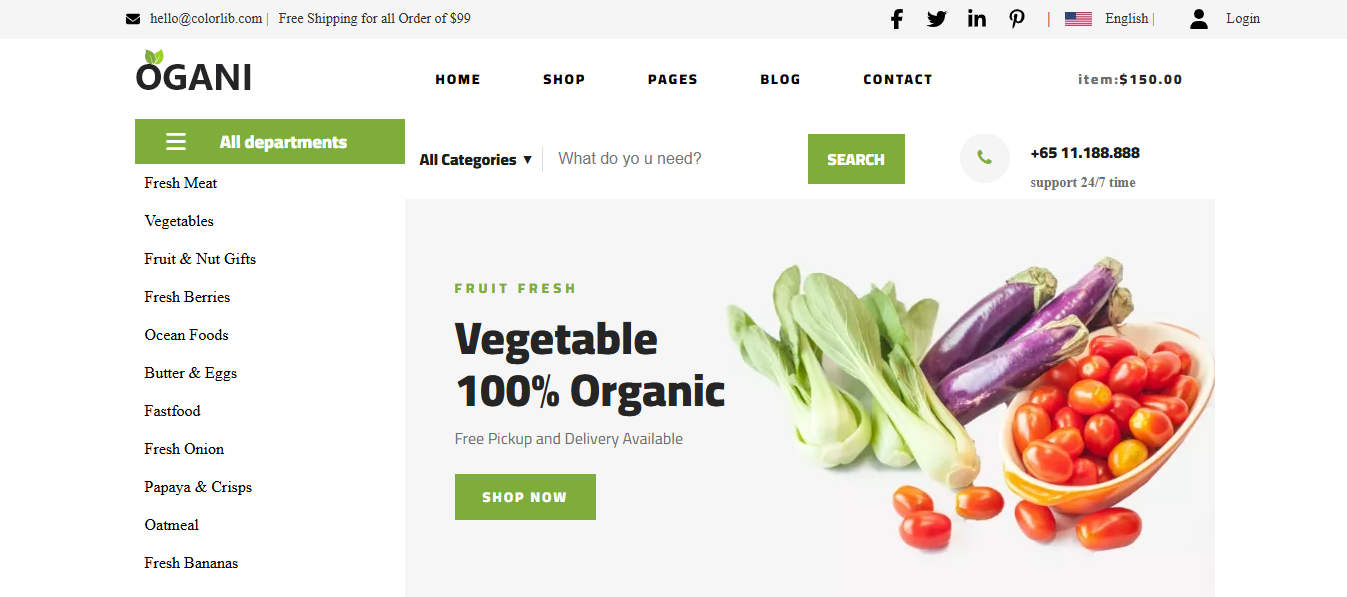 hello@colorlib.com | Free Shipping for all Order of $99 | English | Login
OGANI HOME SHOP PAGES BLOG CONTACT item:$150.00
All departments
All Categories ▼ What do yo u need? SEARCH +65 11.188.888
support 24/7 time
Fresh Meat
Vegetables
Fruit & Nut Gifts
Fresh Berries
Ocean Foods
Butter & Eggs
Fastfood
Fresh Onion
Papaya & Crisps
Oatmeal
Fresh Bananas
FRUIT FRESH
Vegetable
100% Organic
Free Pickup and Delivery Available
SHOP NOW